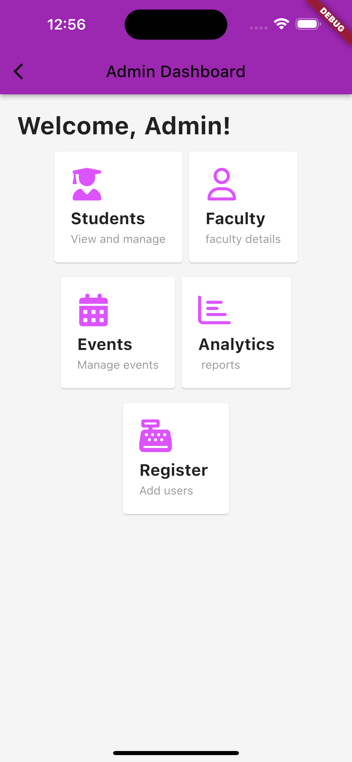 12:56
DEBUG
Admin Dashboard
Welcome, Admin!
Students
View and manage
Faculty
faculty details
Events
Manage events
Analytics
reports
Register
Add users